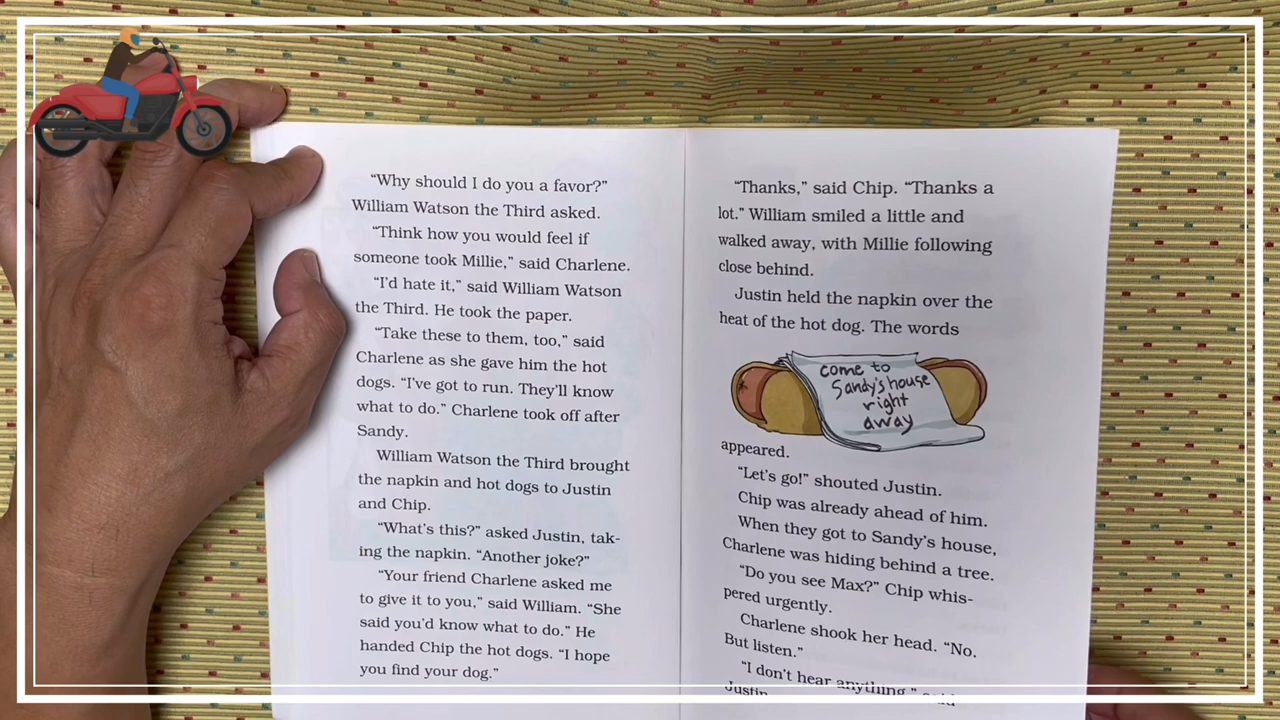 “Why should I do you a favor?”
William Watson the Third asked.
“Think how you would feel if
someone took Millie,” said Charlene.
“I’d hate it,” said William Watson
the Third. He took the paper.
“Take these to them, too,” said
Charlene as she gave him the hot
dogs. “I’ve got to run. They’ll know
what to do.” Charlene took off after
Sandy.
William Watson the Third brought
the napkin and hot dogs to Justin
and Chip.
“What’s this?” asked Justin, tak-
ing the napkin. “Another joke?”
“Your friend Charlene asked me
to give it to you,” said William. “She
said you’d know what to do.” He
handed Chip the hot dogs. “I hope
you find your dog.”
“Thanks,” said Chip. “Thanks a
lot.” William smiled a little and
walked away, with Millie following
close behind.
Justin held the napkin over the
heat of the hot dog. The words
come to
Sandy's house
right
away
appeared.
“Let’s go!” shouted Justin.
Chip was already ahead of him.
When they got to Sandy’s house,
Charlene was hiding behind a tree.
“Do you see Max?” Chip whis-
pered urgently.
Charlene shook her head. “No.
But listen.”
“I don’t hear anything,”
Justin